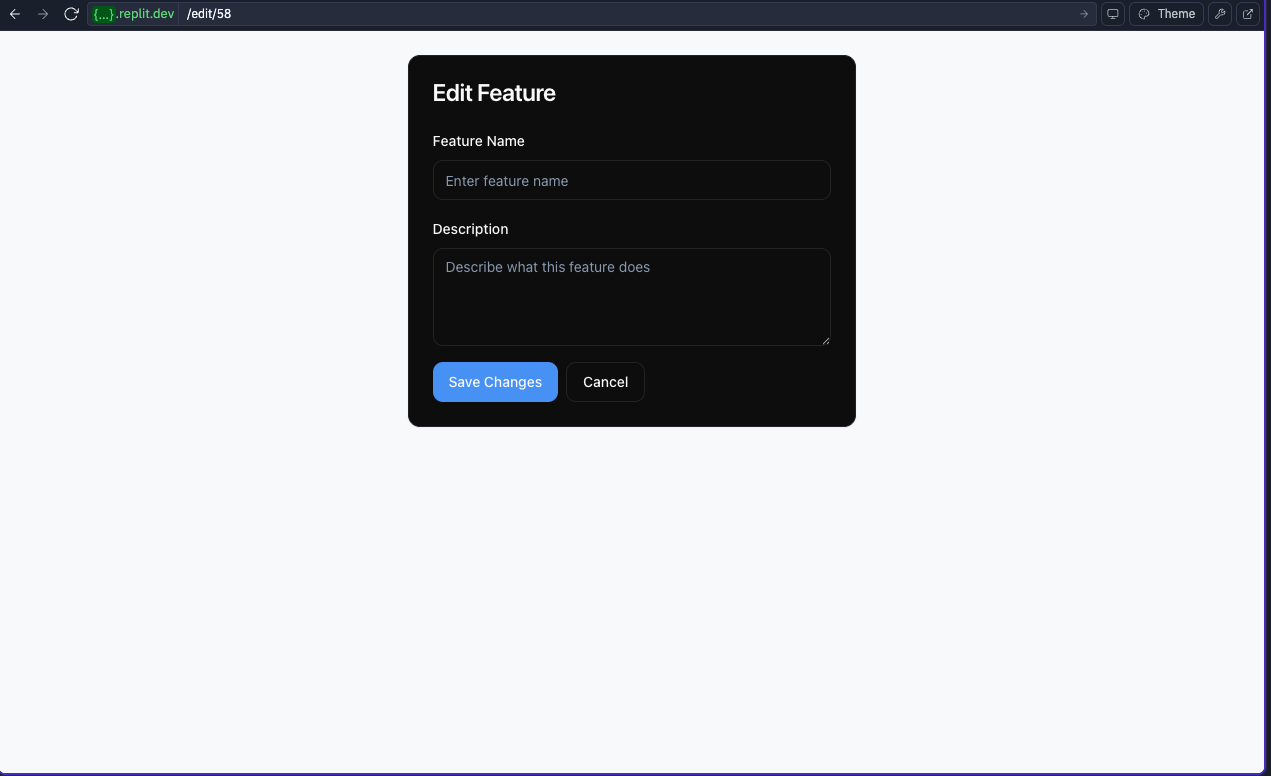 {...}.replit.dev /edit/58 Theme
Edit Feature
Feature Name
Enter feature name
Description
Describe what this feature does
Save Changes Cancel